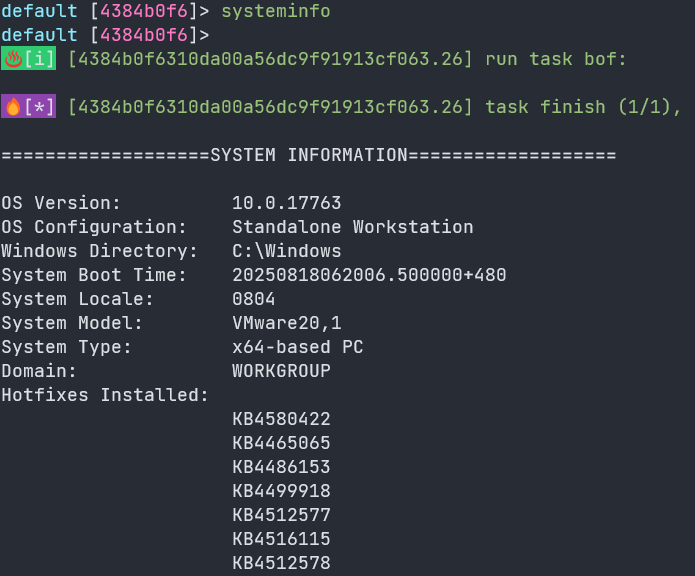 default [4384b0f6]> systeminfo
default [4384b0f6]>
♨️[i] [4384b0f6310da00a56dc9f91913cf063.26] run task bof:
🔥[*] [4384b0f6310da00a56dc9f91913cf063.26] task finish (1/1),
===================SYSTEM INFORMATION===================
OS Version: 10.0.17763
OS Configuration: Standalone Workstation
Windows Directory: C:\Windows
System Boot Time: 20250818062006.500000+480
System Locale: 0804
System Model: VMware20,1
System Type: x64-based PC
Domain: WORKGROUP
Hotfixes Installed:
KB4580422
KB4465065
KB4486153
KB4499918
KB4512577
KB4516115
KB4512578